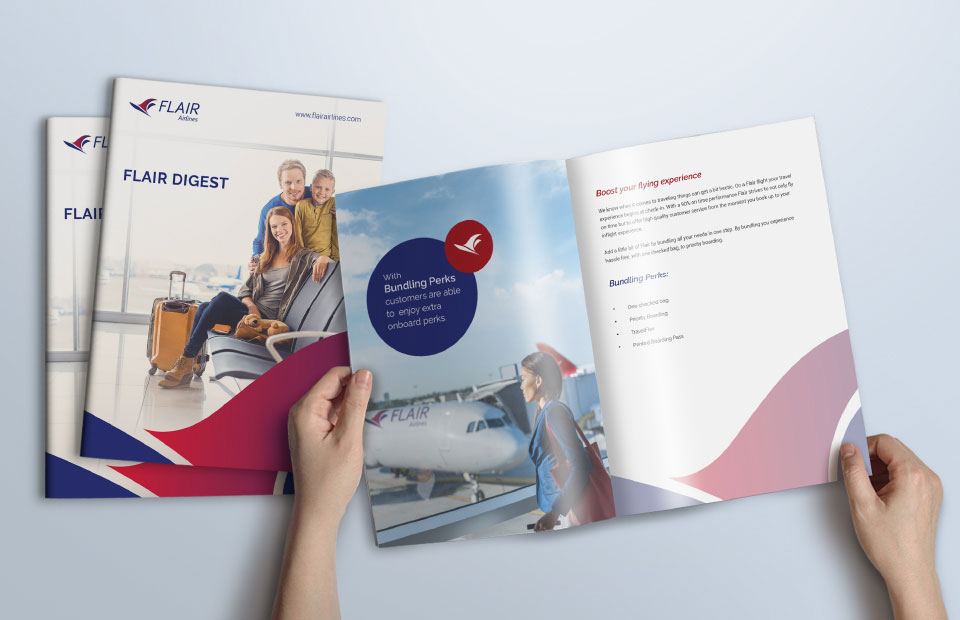 FLAIR
Airlines
www.flairairlines.com
FLAIR DIGEST
FLAIR
With
Bundling Perks
customers are able
to enjoy extra
onboard perks.
FLAIR
Airlines
Boost your flying experience
We know when it comes to traveling things can get a bit hectic. On a Flair flight your travel
experience begins at check-in. With a 90% on time performance Flair strives to not only fly
on time but to offer high quality customer service from the moment you book up to your
inflight experience.
Add a little bit of Flair by bundling all your needs in one step. By bundling you experience
hassle free, with one checked bag, to priority boarding.
Bundling Perks:
• One checked bag
• Priority Boarding
• TravelFlex
• Printed Boarding Pass